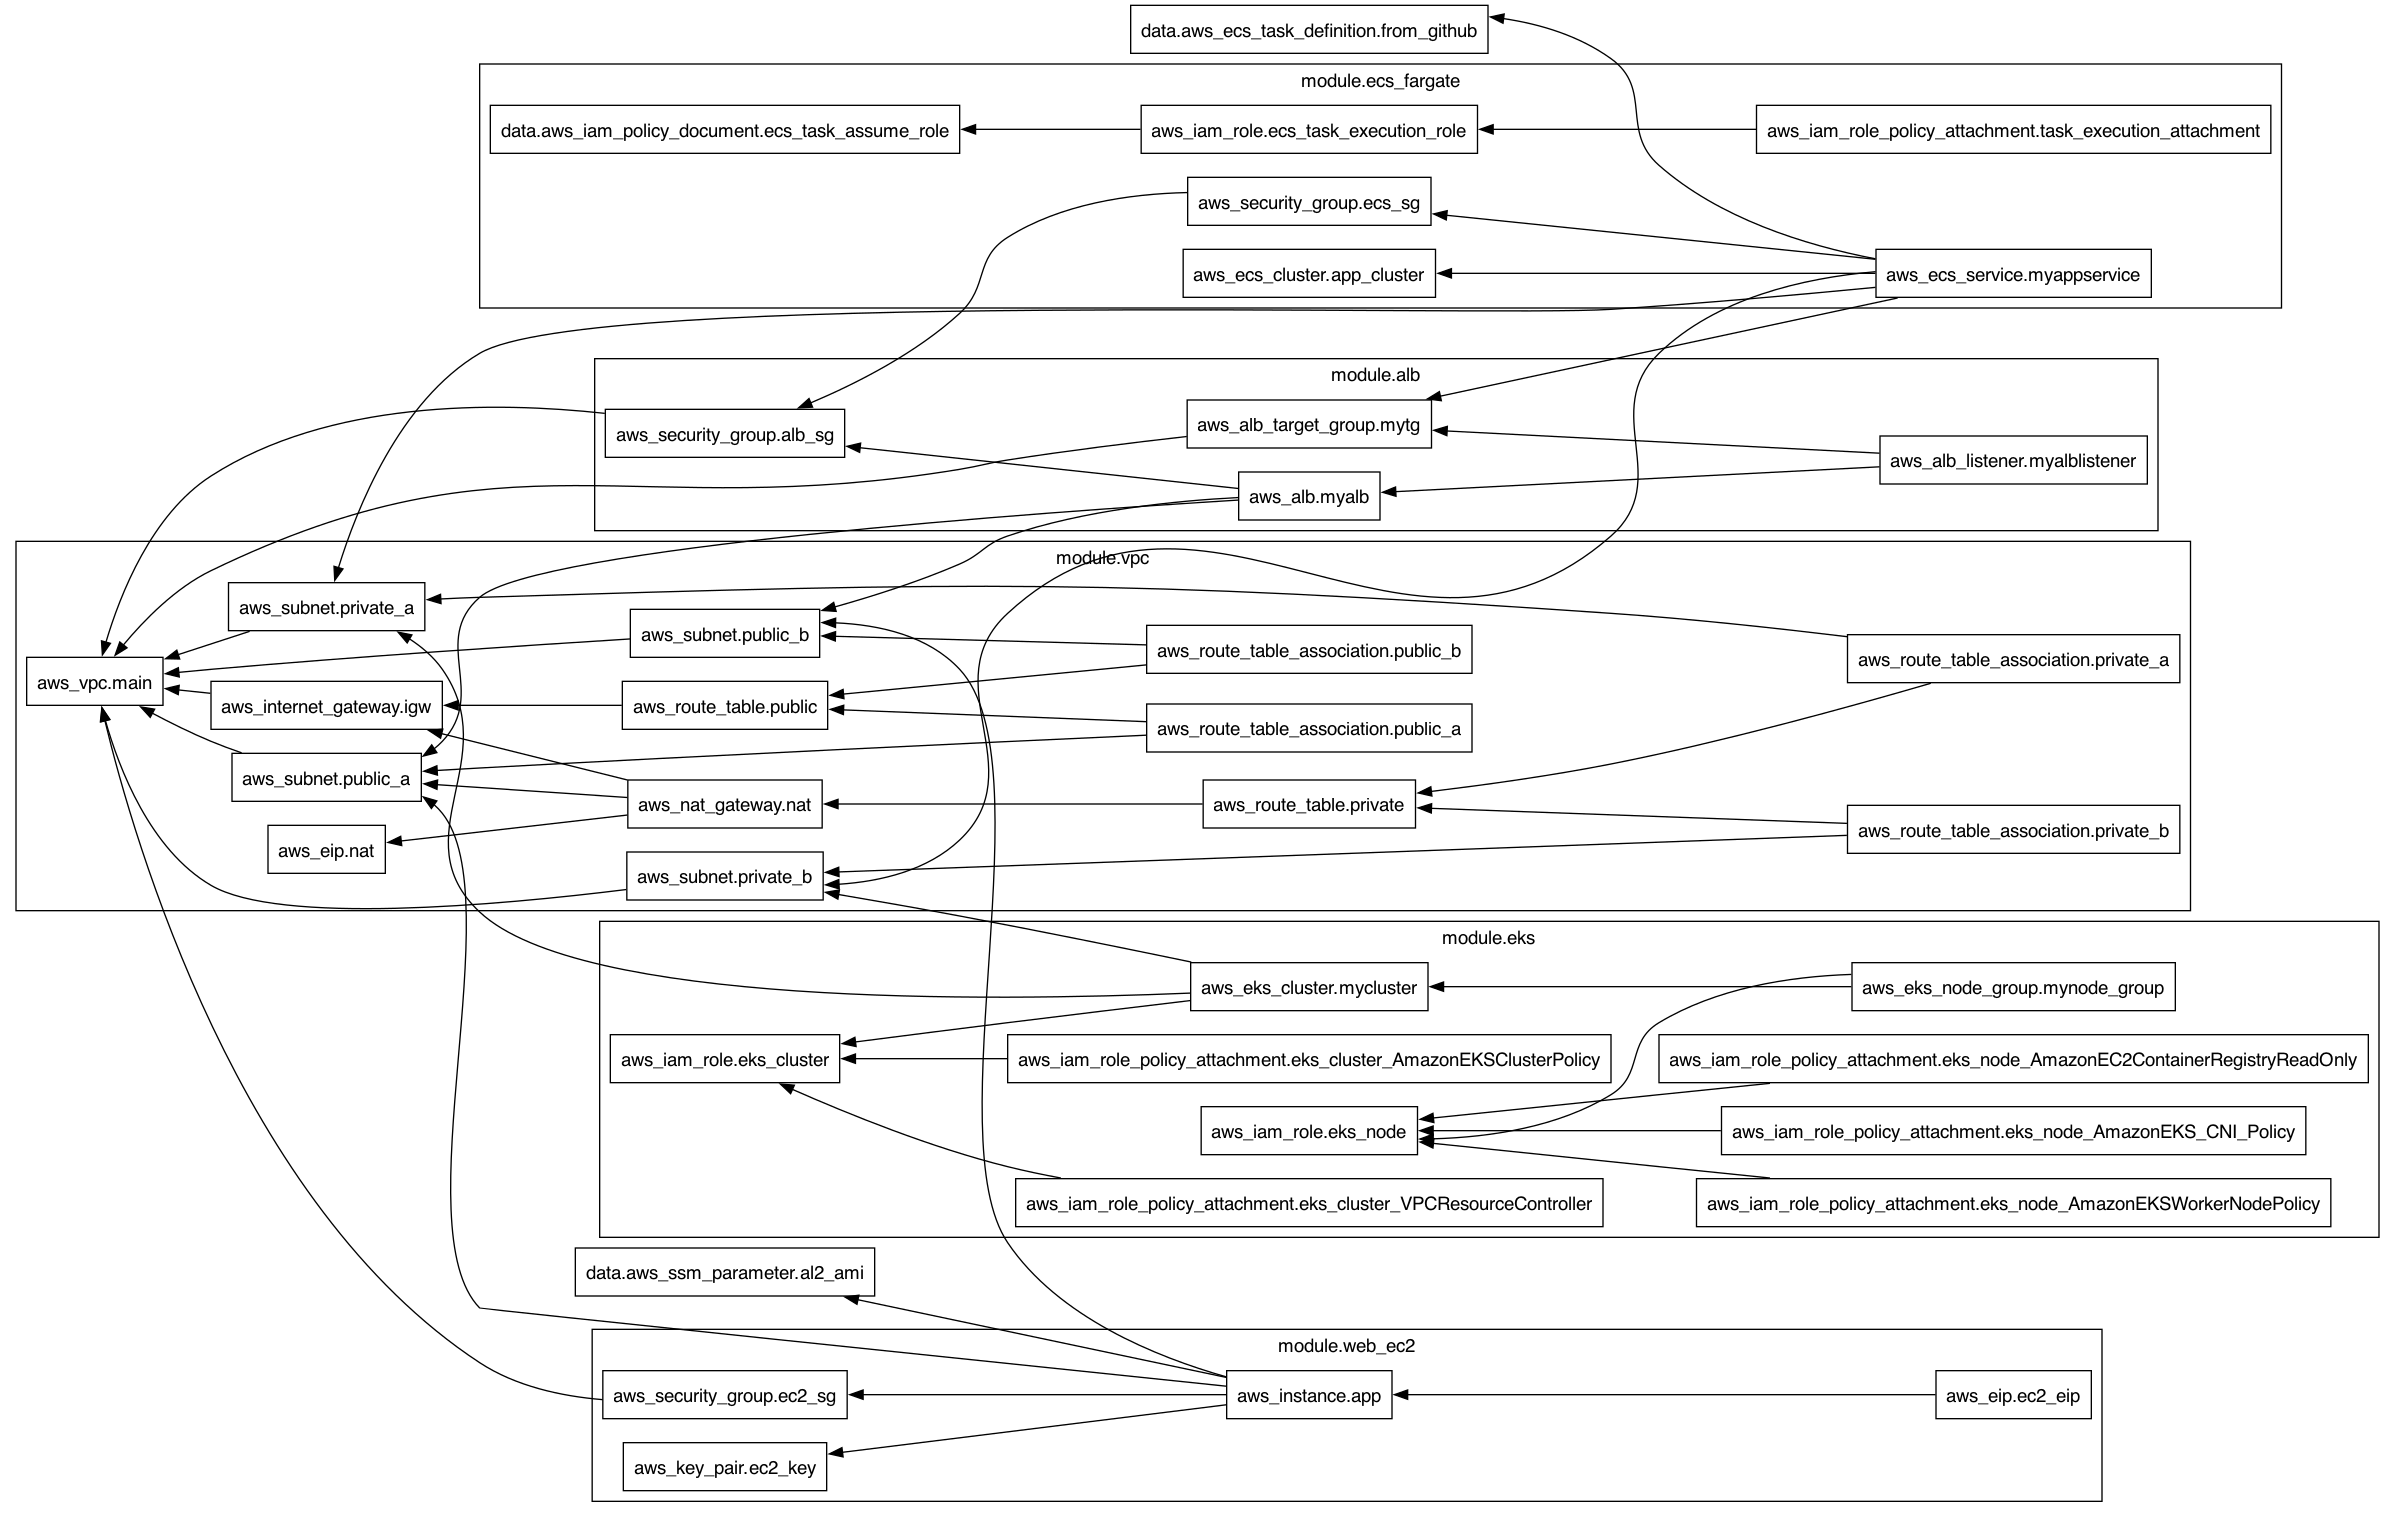 data.aws_ecs_task_definition.from_github
module.ecs_fargate
data.aws_iam_policy_document.ecs_task_assume_role
aws_iam_role.ecs_task_execution_role
aws_iam_role_policy_attachment.task_execution_attachment
aws_security_group.ecs_sg
aws_ecs_cluster.app_cluster
aws_ecs_service.myappservice
module.alb
aws_security_group.alb_sg
aws_alb_target_group.mytg
aws_alb_listener.myalblistener
aws_alb.myalb
module.vpc
aws_subnet.private_a
aws_subnet.public_b
aws_route_table_association.public_b
aws_route_table_association.private_a
aws_vpc.main
aws_internet_gateway.igw
aws_route_table.public
aws_route_table_association.public_a
aws_subnet.public_a
aws_nat_gateway.nat
aws_route_table.private
aws_route_table_association.private_b
aws_eip.nat
aws_subnet.private_b
module.eks
aws_eks_cluster.mycluster
aws_eks_node_group.mynode_group
aws_iam_role.eks_cluster
aws_iam_role_policy_attachment.eks_cluster_AmazonEKSClusterPolicy
aws_iam_role_policy_attachment.eks_node_AmazonEC2ContainerRegistryReadOnly
aws_iam_role.eks_node
aws_iam_role_policy_attachment.eks_node_AmazonEKS_CNI_Policy
aws_iam_role_policy_attachment.eks_cluster_VPCResourceController
aws_iam_role_policy_attachment.eks_node_AmazonEKSWorkerNodePolicy
data.aws_ssm_parameter.al2_ami
module.web_ec2
aws_security_group.ec2_sg
aws_instance.app
aws_eip.ec2_eip
aws_key_pair.ec2_key